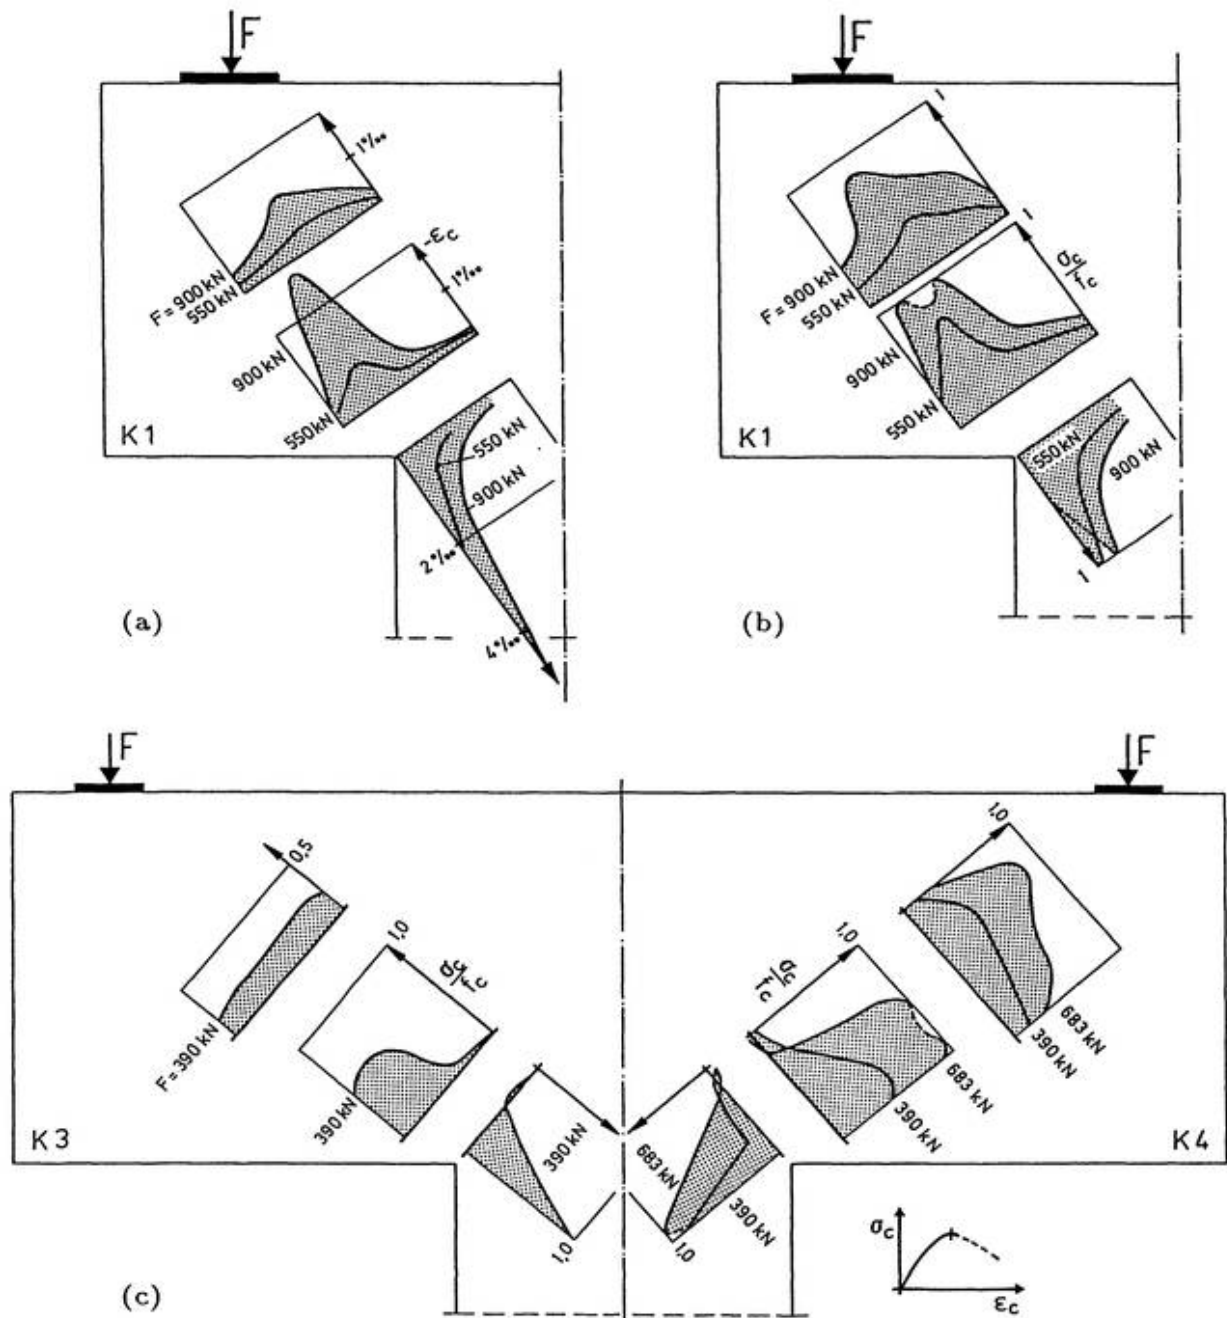 F
F
1‰
F = 900 kN
550 kN
-εc
1‰
900 kN
550kN
K1
550 kN
900 kN
2‰
4‰
(a)
1
F = 900 kN
550 kN
1
σc/fc
900 kN
550 kN
K1
550kN
900 kN
1
(b)
F
F
0,5
F = 390 kN
1,0
σc/fc
390 kN
390 kN
1,0
K3
1,0
683 kN
390 kN
1,0
σc/fc
683 kN
390 kN
683 kN
390 kN
1,0
K4
σc
εc
(c)